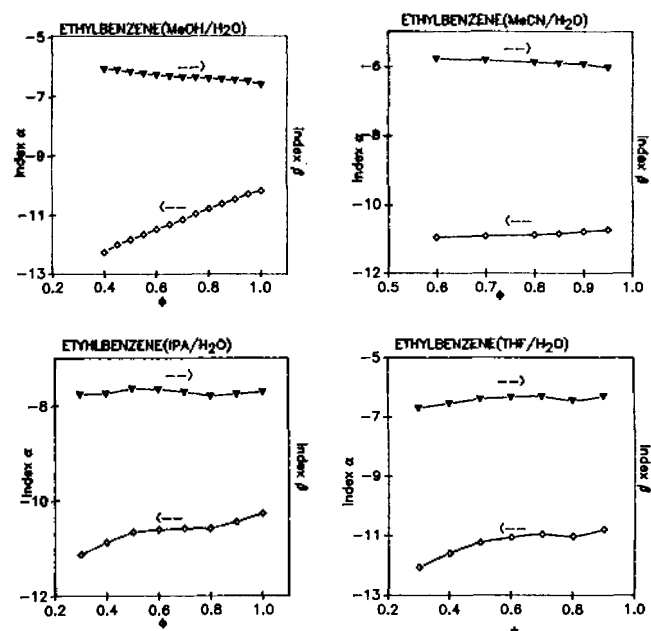 ETHYLBENZENE(MeOH/H2O)
-5
-7
-9
-11
-13
Index α
Index β
-->
<--
0.2 0.4 0.6 0.8 1.0
ϕ
ETHYLBENZENE(MeCN/H2O)
-6
-8
-10
-12
Index α
Index β
-->
<--
0.5 0.6 0.7 0.8 0.9 1.0
ϕ
ETYHLBENZENE(IPA/H2O)
-8
-10
-12
Index α
Index β
-->
<--
0.2 0.4 0.6 0.8 1.0
ϕ
ETHYLBENZENE(THF/H2O)
-5
-7
-9
-11
-13
Index α
Index β
-->
<--
0.2 0.4 0.6 0.8 1.0